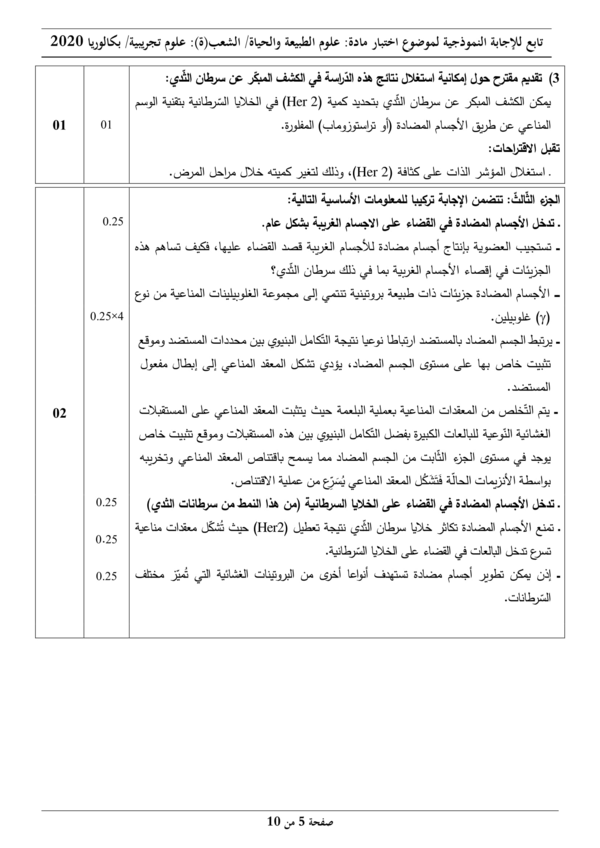 تابع للإجابة النموذجية لموضوع اختبار مادة: علوم الطبيعة والحياة/ الشعب(ة): علوم تجريبية/ بكالوريا 2020
3) تقديم مقترح حول إمكانية استغلال نتائج هذه الدّراسة في الكشف المبكّر عن سرطان الثّدي:
يمكن الكشف المبكر عن سرطان الثّدي بتحديد كمية (Her 2) في الخلايا السّرطانية بتقنية الوسم
المناعي عن طريق الأجسام المضادة (أو تراستوزوماب) المفلورة.
01
01
تقبل الاقتراحات:
. استغلال المؤشر الذات على كثافة (Her 2)، وذلك لتغير كميته خلال مراحل المرض.
الجزء الثّالث: تتضمن الإجابة تركيبا للمعلومات الأساسية التالية:
. تدخل الأجسام المضادة في القضاء على الاجسام الغريبة بشكل عام.
0.25
ـ تستجيب العضوية بإنتاج أجسام مضادة للأجسام الغريبة قصد القضاء عليها، فكيف تساهم هذه
الجزيئات في إقصاء الأجسام الغريبة بما في ذلك سرطان الثّدي؟
ـ الأجسام المضادة جزيئات ذات طبيعة بروتينية تنتمي إلى مجموعة الغلوبيلينات المناعية من نوع
(γ) غلوبيلين.
0.25×4
ـ يرتبط الجسم المضاد بالمستضد ارتباطا نوعيا نتيجة التّكامل البنيوي بين محددات المستضد وموقع
تثبيت خاص بها على مستوى الجسم المضاد، يؤدي تشكل المعقد المناعي إلى إبطال مفعول
المستضد.
ـ يتم التّخلص من المعقدات المناعية بعملية البلعمة حيث يتثبت المعقد المناعي على المستقبلات
02
الغشائية النّوعية للبالعات الكبيرة بفضل التّكامل البنيوي بين هذه المستقبلات وموقع تثبيت خاص
يوجد في مستوى الجزء الثّابت من الجسم المضاد مما يسمح باقتناص المعقد المناعي وتخريبه
بواسطة الأنزيمات الحالّة فَتَشَكُّل المعقد المناعي يُسَرِّع من عملية الاقتناص.
. تدخل الأجسام المضادة في القضاء على الخلايا السرطانية (من هذا النمط من سرطانات الثدي)
0.25
. تمنع الأجسام المضادة تكاثر خلايا سرطان الثّدي نتيجة تعطيل (Her2) حيث تُشكّل معقدات مناعية
0.25
تسرع تدخل البالعات في القضاء على الخلايا السّرطانية.
ـ إذن يمكن تطوير أجسام مضادة تستهدف أنواعا أخرى من البروتينات الغشائية التي تُميّز مختلف
0.25
السّرطانات.
صفحة 5 من 10